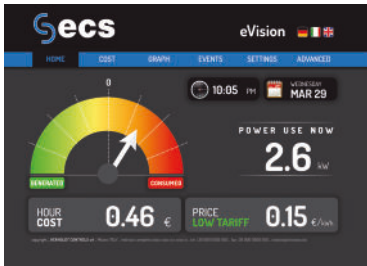 secs
eVision
HOME COST GRAPH EVENTS SETTINGS ADVANCED
0
10:05 PM
WEDNESDAY
MAR 29
POWER USE NOW
2.6 kW
GENERATED
CONSUMED
HOUR
COST
0.46 €
PRICE
LOW TARIFF
0.15 €/kWh